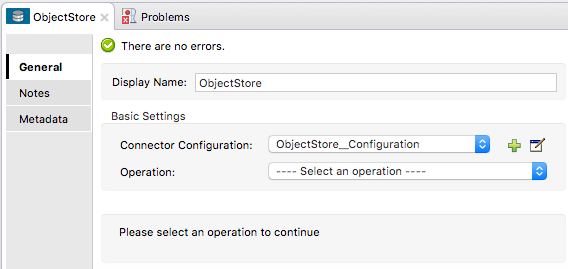 ObjectStore
Problems
There are no errors.
General
Notes
Metadata
Display Name: ObjectStore
Basic Settings
Connector Configuration: ObjectStore__Configuration
Operation: ---- Select an operation ----
Please select an operation to continue